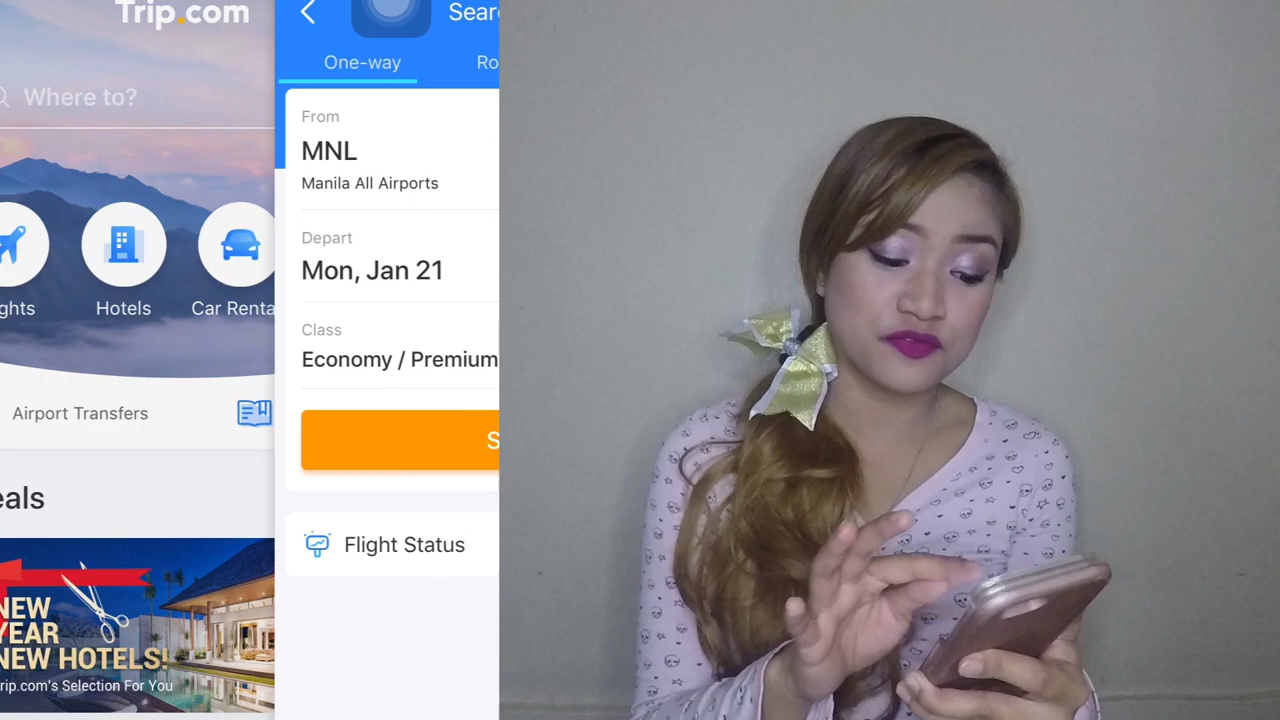 Trip.com
Where to?
ghts
Hotels
Car Renta
Airport Transfers
eals
NEW
YEAR
NEW HOTELS!
rip.com's Selection For You
Sear
One-way
Ro
From
MNL
Manila All Airports
Depart
Mon, Jan 21
Class
Economy / Premium
S
Flight Status